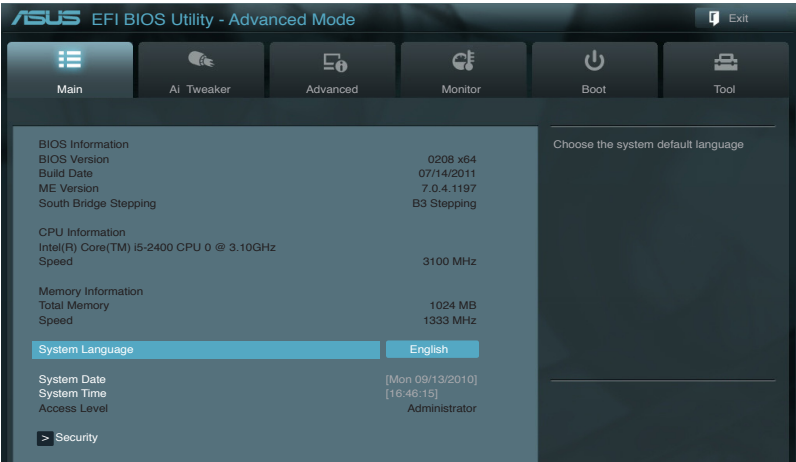 ASUS EFI BIOS Utility - Advanced Mode
Exit
Main
Ai Tweaker
Advanced
Monitor
Boot
Tool
BIOS Information
BIOS Version 0208 x64
Build Date 07/14/2011
ME Version 7.0.4.1197
South Bridge Stepping B3 Stepping
CPU Information
Intel(R) Core(TM) i5-2400 CPU 0 @ 3.10GHz
Speed 3100 MHz
Memory Information
Total Memory 1024 MB
Speed 1333 MHz
System Language English
System Date [Mon 09/13/2010]
System Time [16:46:15]
Access Level Administrator
> Security
Choose the system default language